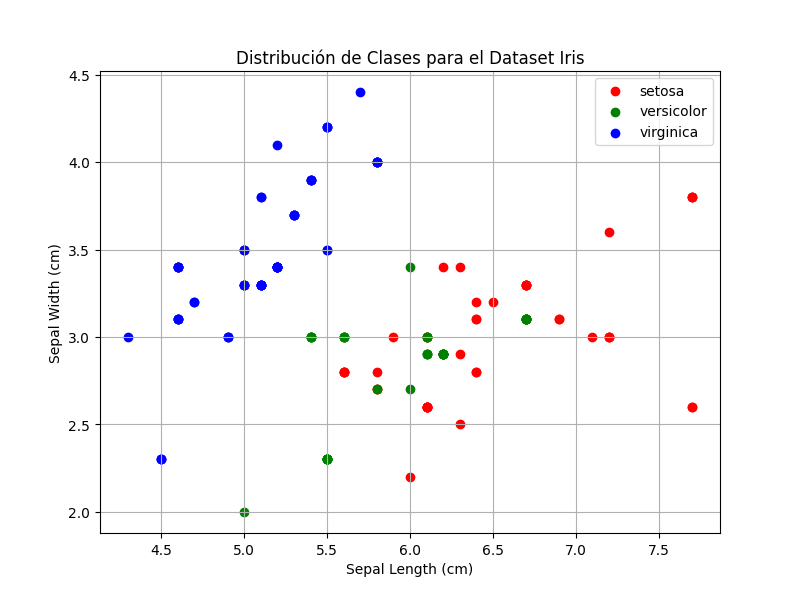 Distribución de Clases para el Dataset Iris
setosa
versicolor
virginica
Sepal Width (cm)
4.5
4.0
3.5
3.0
2.5
2.0
4.5 5.0 5.5 6.0 6.5 7.0 7.5
Sepal Length (cm)